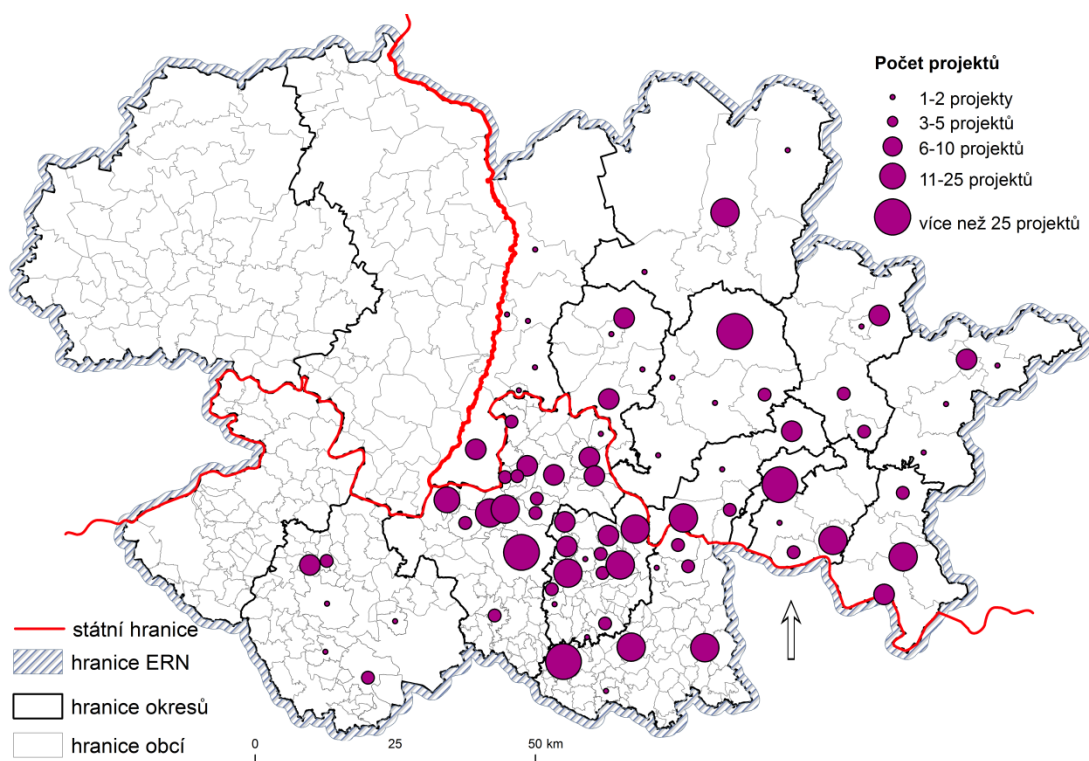 Počet projektů
1-2 projekty
3-5 projektů
6-10 projektů
11-25 projektů
více než 25 projektů
státní hranice
hranice ERN
hranice okresů
hranice obcí
0 25 50 km